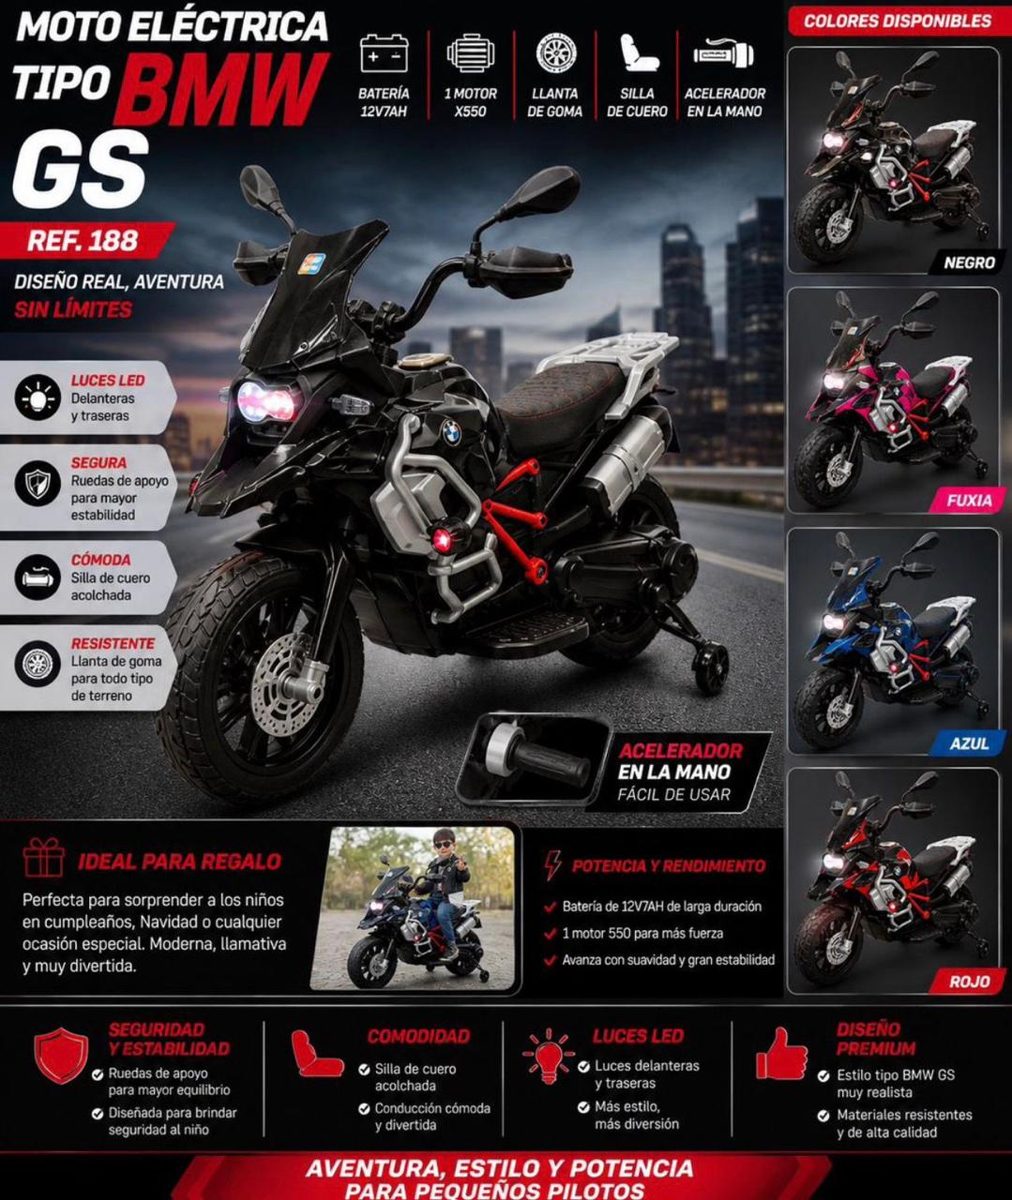 MOTO ELÉCTRICA
TIPO BMW
GS
REF. 188
DISEÑO REAL, AVENTURA
SIN LÍMITES
BATERÍA
12V7AH
1 MOTOR
X550
LLANTA
DE GOMA
SILLA
DE CUERO
ACELERADOR
EN LA MANO
COLORES DISPONIBLES
NEGRO
FUXIA
AZUL
ROJO
LUCES LED
Delanteras
y traseras
SEGURA
Ruedas de apoyo
para mayor
estabilidad
CÓMODA
Silla de cuero
acolchada
RESISTENTE
Llanta de goma
para todo tipo
de terreno
ACELERADOR
EN LA MANO
FÁCIL DE USAR
IDEAL PARA REGALO
Perfecta para sorprender a los niños
en cumpleaños, Navidad o cualquier
ocasión especial. Moderna, llamativa
y muy divertida.
POTENCIA Y RENDIMIENTO
Batería de 12V7AH de larga duración
1 motor 550 para más fuerza
Avanza con suavidad y gran estabilidad
SEGURIDAD
Y ESTABILIDAD
Ruedas de apoyo
para mayor equilibrio
Diseñada para brindar
seguridad al niño
COMODIDAD
Silla de cuero
acolchada
Conducción cómoda
y divertida
LUCES LED
Luces delanteras
y traseras
Más estilo,
más diversión
DISEÑO
PREMIUM
Estilo tipo BMW GS
muy realista
Materiales resistentes
y de alta calidad
AVENTURA, ESTILO Y POTENCIA
PARA PEQUEÑOS PILOTOS